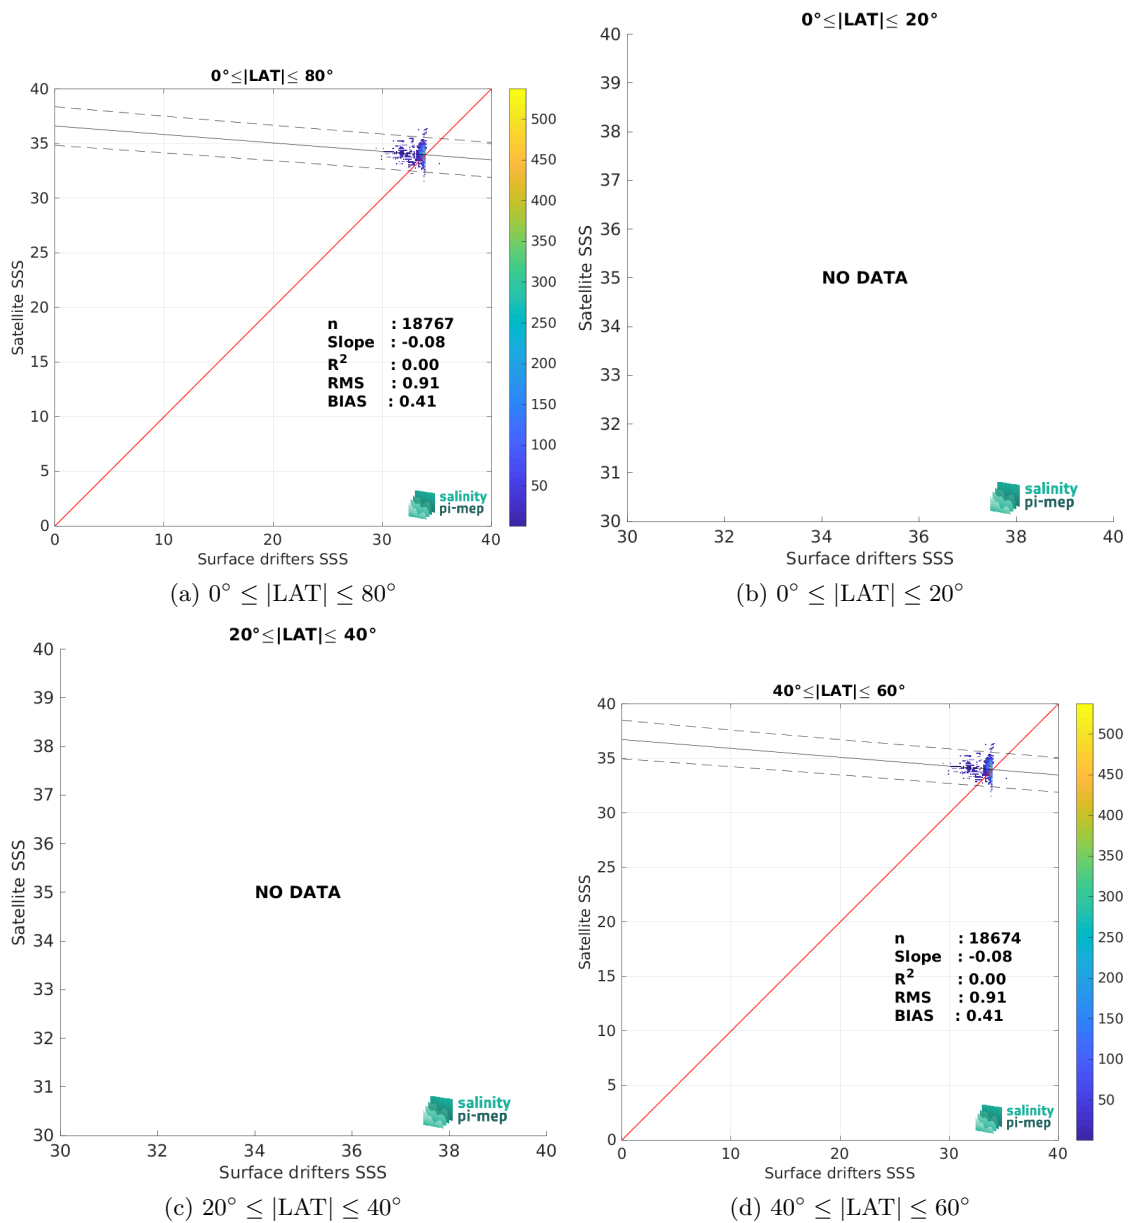 0°≤|LAT|≤ 80°
40
35
30
25
20
15
10
5
0
Satellite SSS
n : 18767
Slope : -0.08
R² : 0.00
RMS : 0.91
BIAS : 0.41
salinity
pi-mep
0 10 20 30 40
Surface drifters SSS
500
450
400
350
300
250
200
150
100
50
(a) 0° ≤ |LAT| ≤ 80°
0°≤|LAT|≤ 20°
40
39
38
37
36
35
34
33
32
31
30
Satellite SSS
NO DATA
salinity
pi-mep
30 32 34 36 38 40
Surface drifters SSS
(b) 0° ≤ |LAT| ≤ 20°
20°≤|LAT|≤ 40°
40
39
38
37
36
35
34
33
32
31
30
Satellite SSS
NO DATA
salinity
pi-mep
30 32 34 36 38 40
Surface drifters SSS
(c) 20° ≤ |LAT| ≤ 40°
40°≤|LAT|≤ 60°
40
35
30
25
20
15
10
5
0
Satellite SSS
n : 18674
Slope : -0.08
R² : 0.00
RMS : 0.91
BIAS : 0.41
salinity
pi-mep
0 10 20 30 40
Surface drifters SSS
500
450
400
350
300
250
200
150
100
50
(d) 40° ≤ |LAT| ≤ 60°